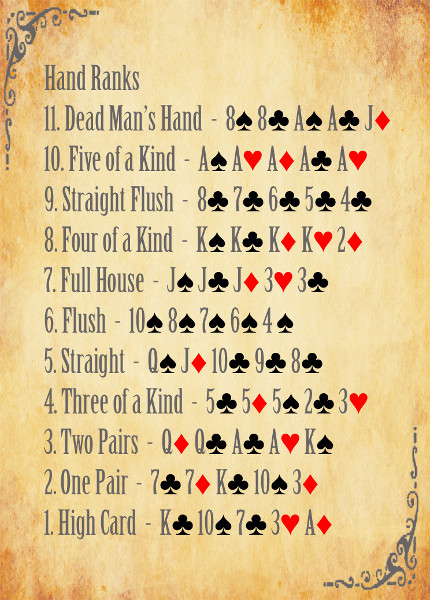 Hand Ranks
11. Dead Man's Hand - 8♠ 8♣ A♠ A♣ J♦
10. Five of a Kind - A♠ A♥ A♦ A♣ A♥
9. Straight Flush - 8♣ 7♣ 6♣ 5♣ 4♣
8. Four of a Kind - K♠ K♣ K♦ K♥ 2♦
7. Full House - J♠ J♣ J♦ 3♥ 3♣
6. Flush - 10♠ 8♠ 7♠ 6♠ 4♠
5. Straight - Q♠ J♦ 10♣ 9♣ 8♣
4. Three of a Kind - 5♣ 5♦ 5♠ 2♣ 3♥
3. Two Pairs - Q♦ Q♣ A♣ A♥ K♠
2. One Pair - 7♣ 7♦ K♣ 10♠ 3♦
1. High Card - K♣ 10♠ 7♣ 3♥ A♦